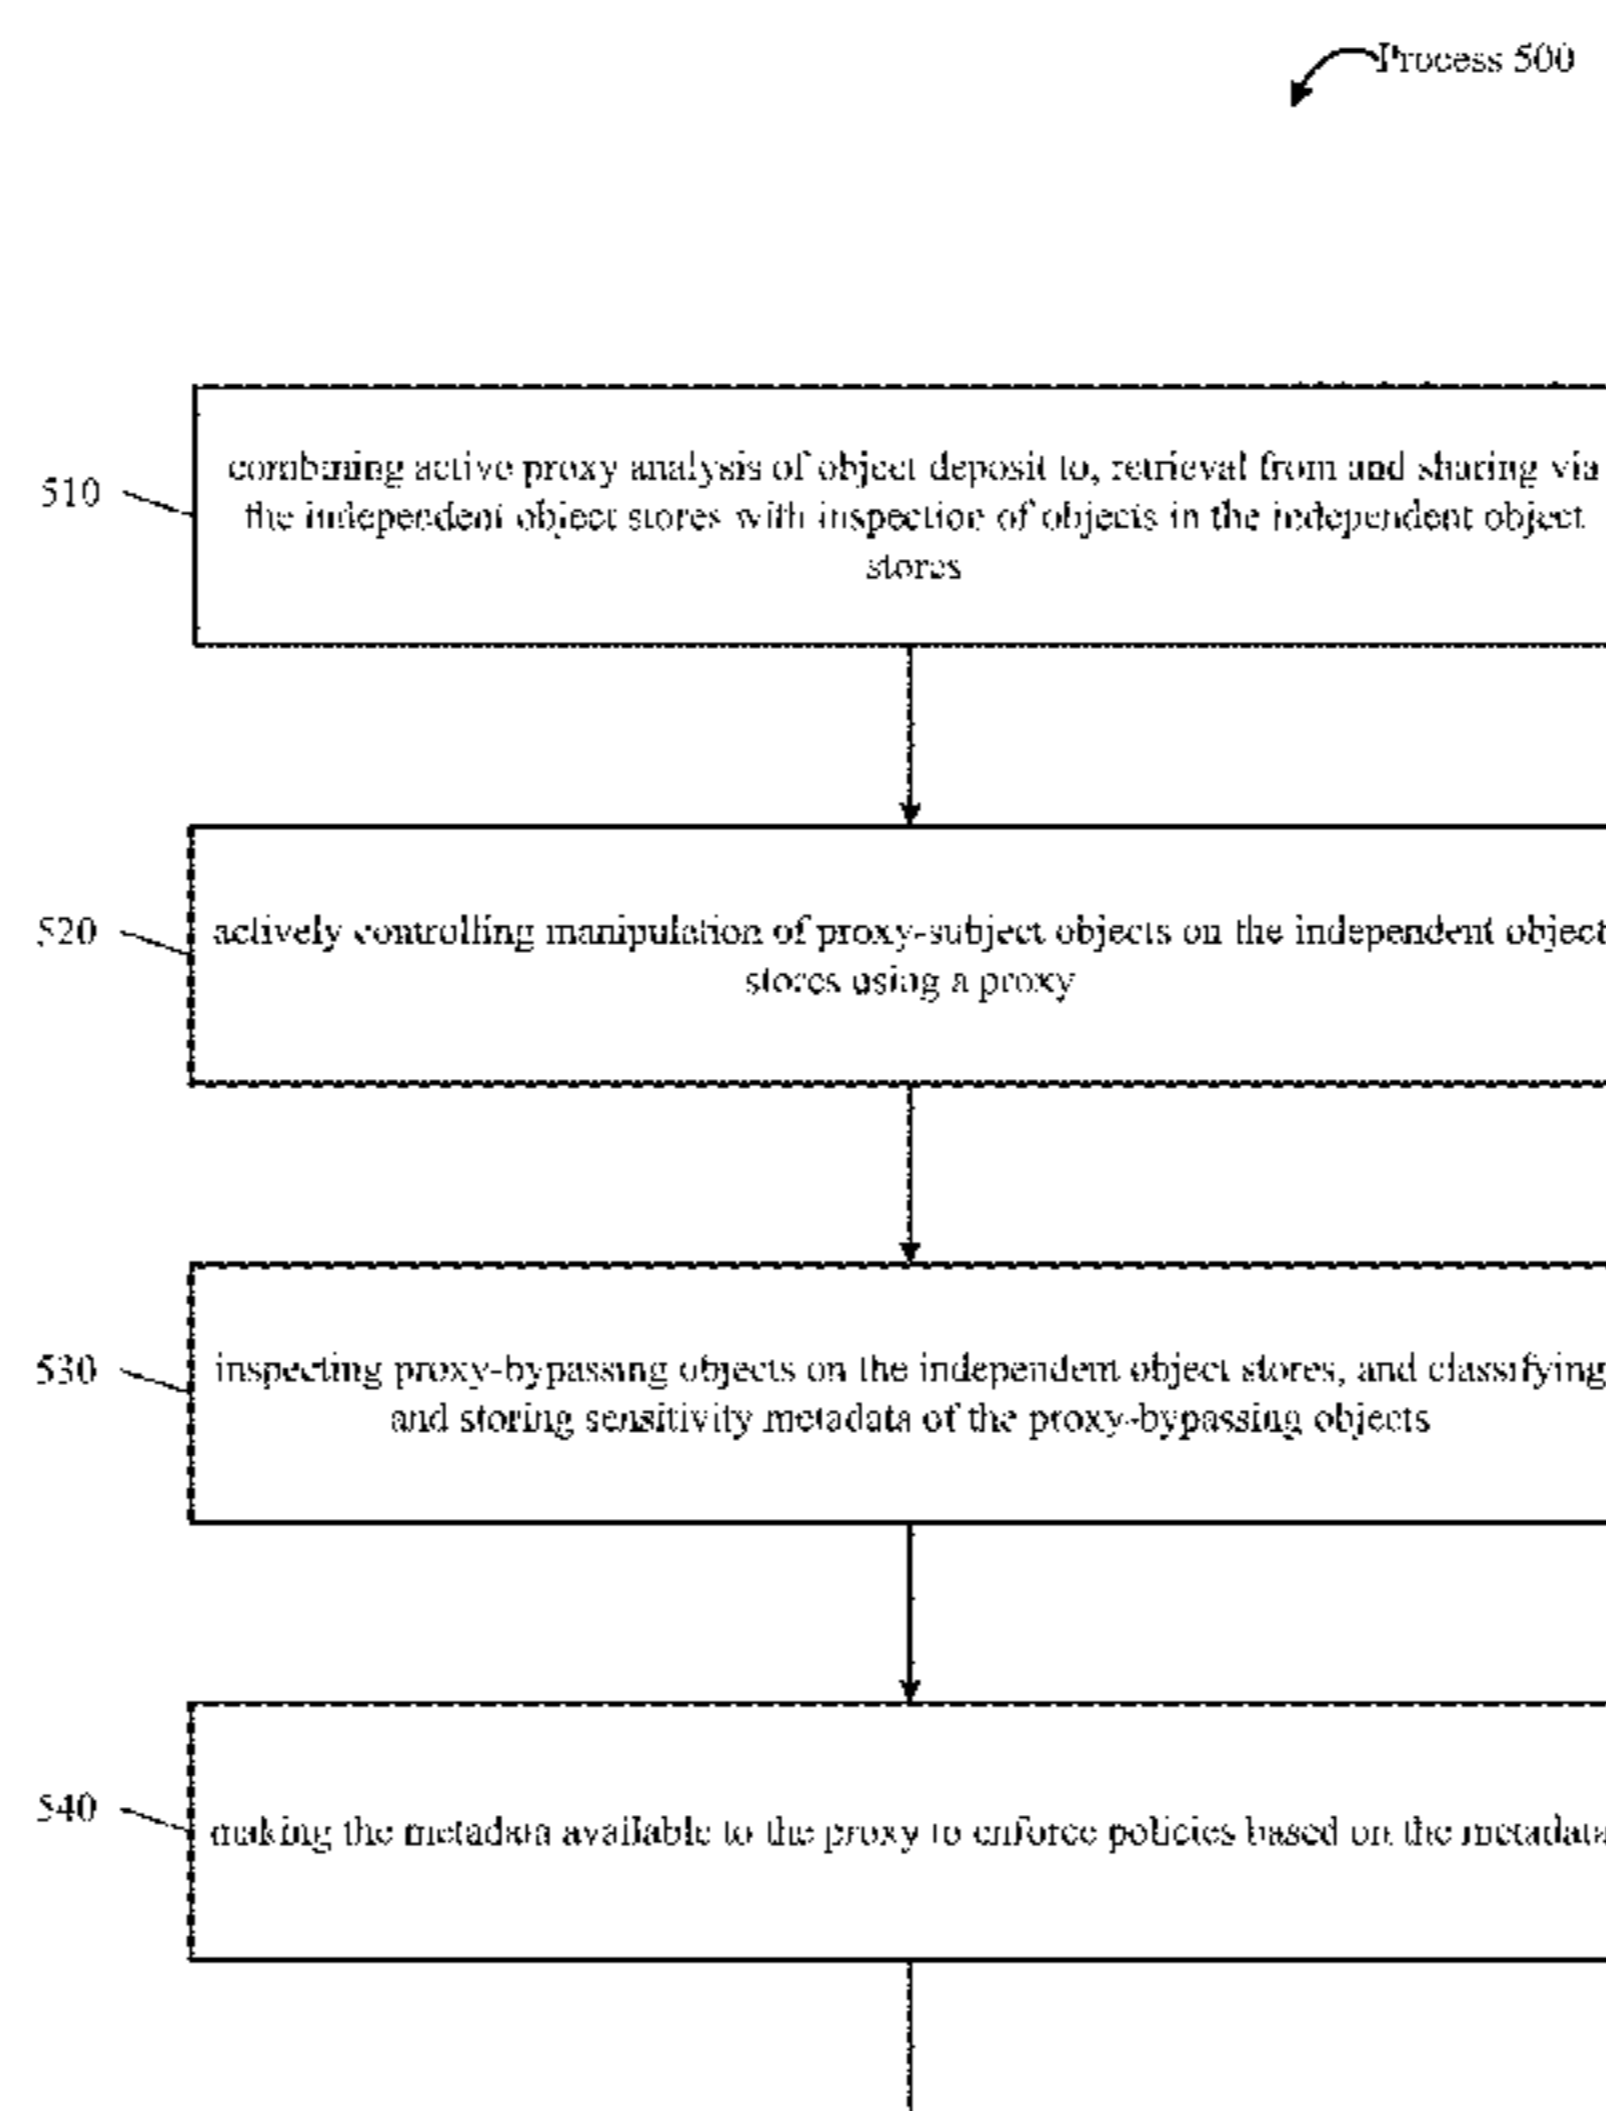 Process 500
510
combining active proxy analysis of object deposit to, retrieval from and sharing via
the independent object stores with inspection of objects in the independent object
stores
520
actively controlling manipulation of proxy-subject objects on the independent object
stores using a proxy
530
inspecting proxy-bypassing objects on the independent object stores, and classifying
and storing sensitivity metadata of the proxy-bypassing objects
540
making the metadata available to the proxy to enforce policies based on the metadata